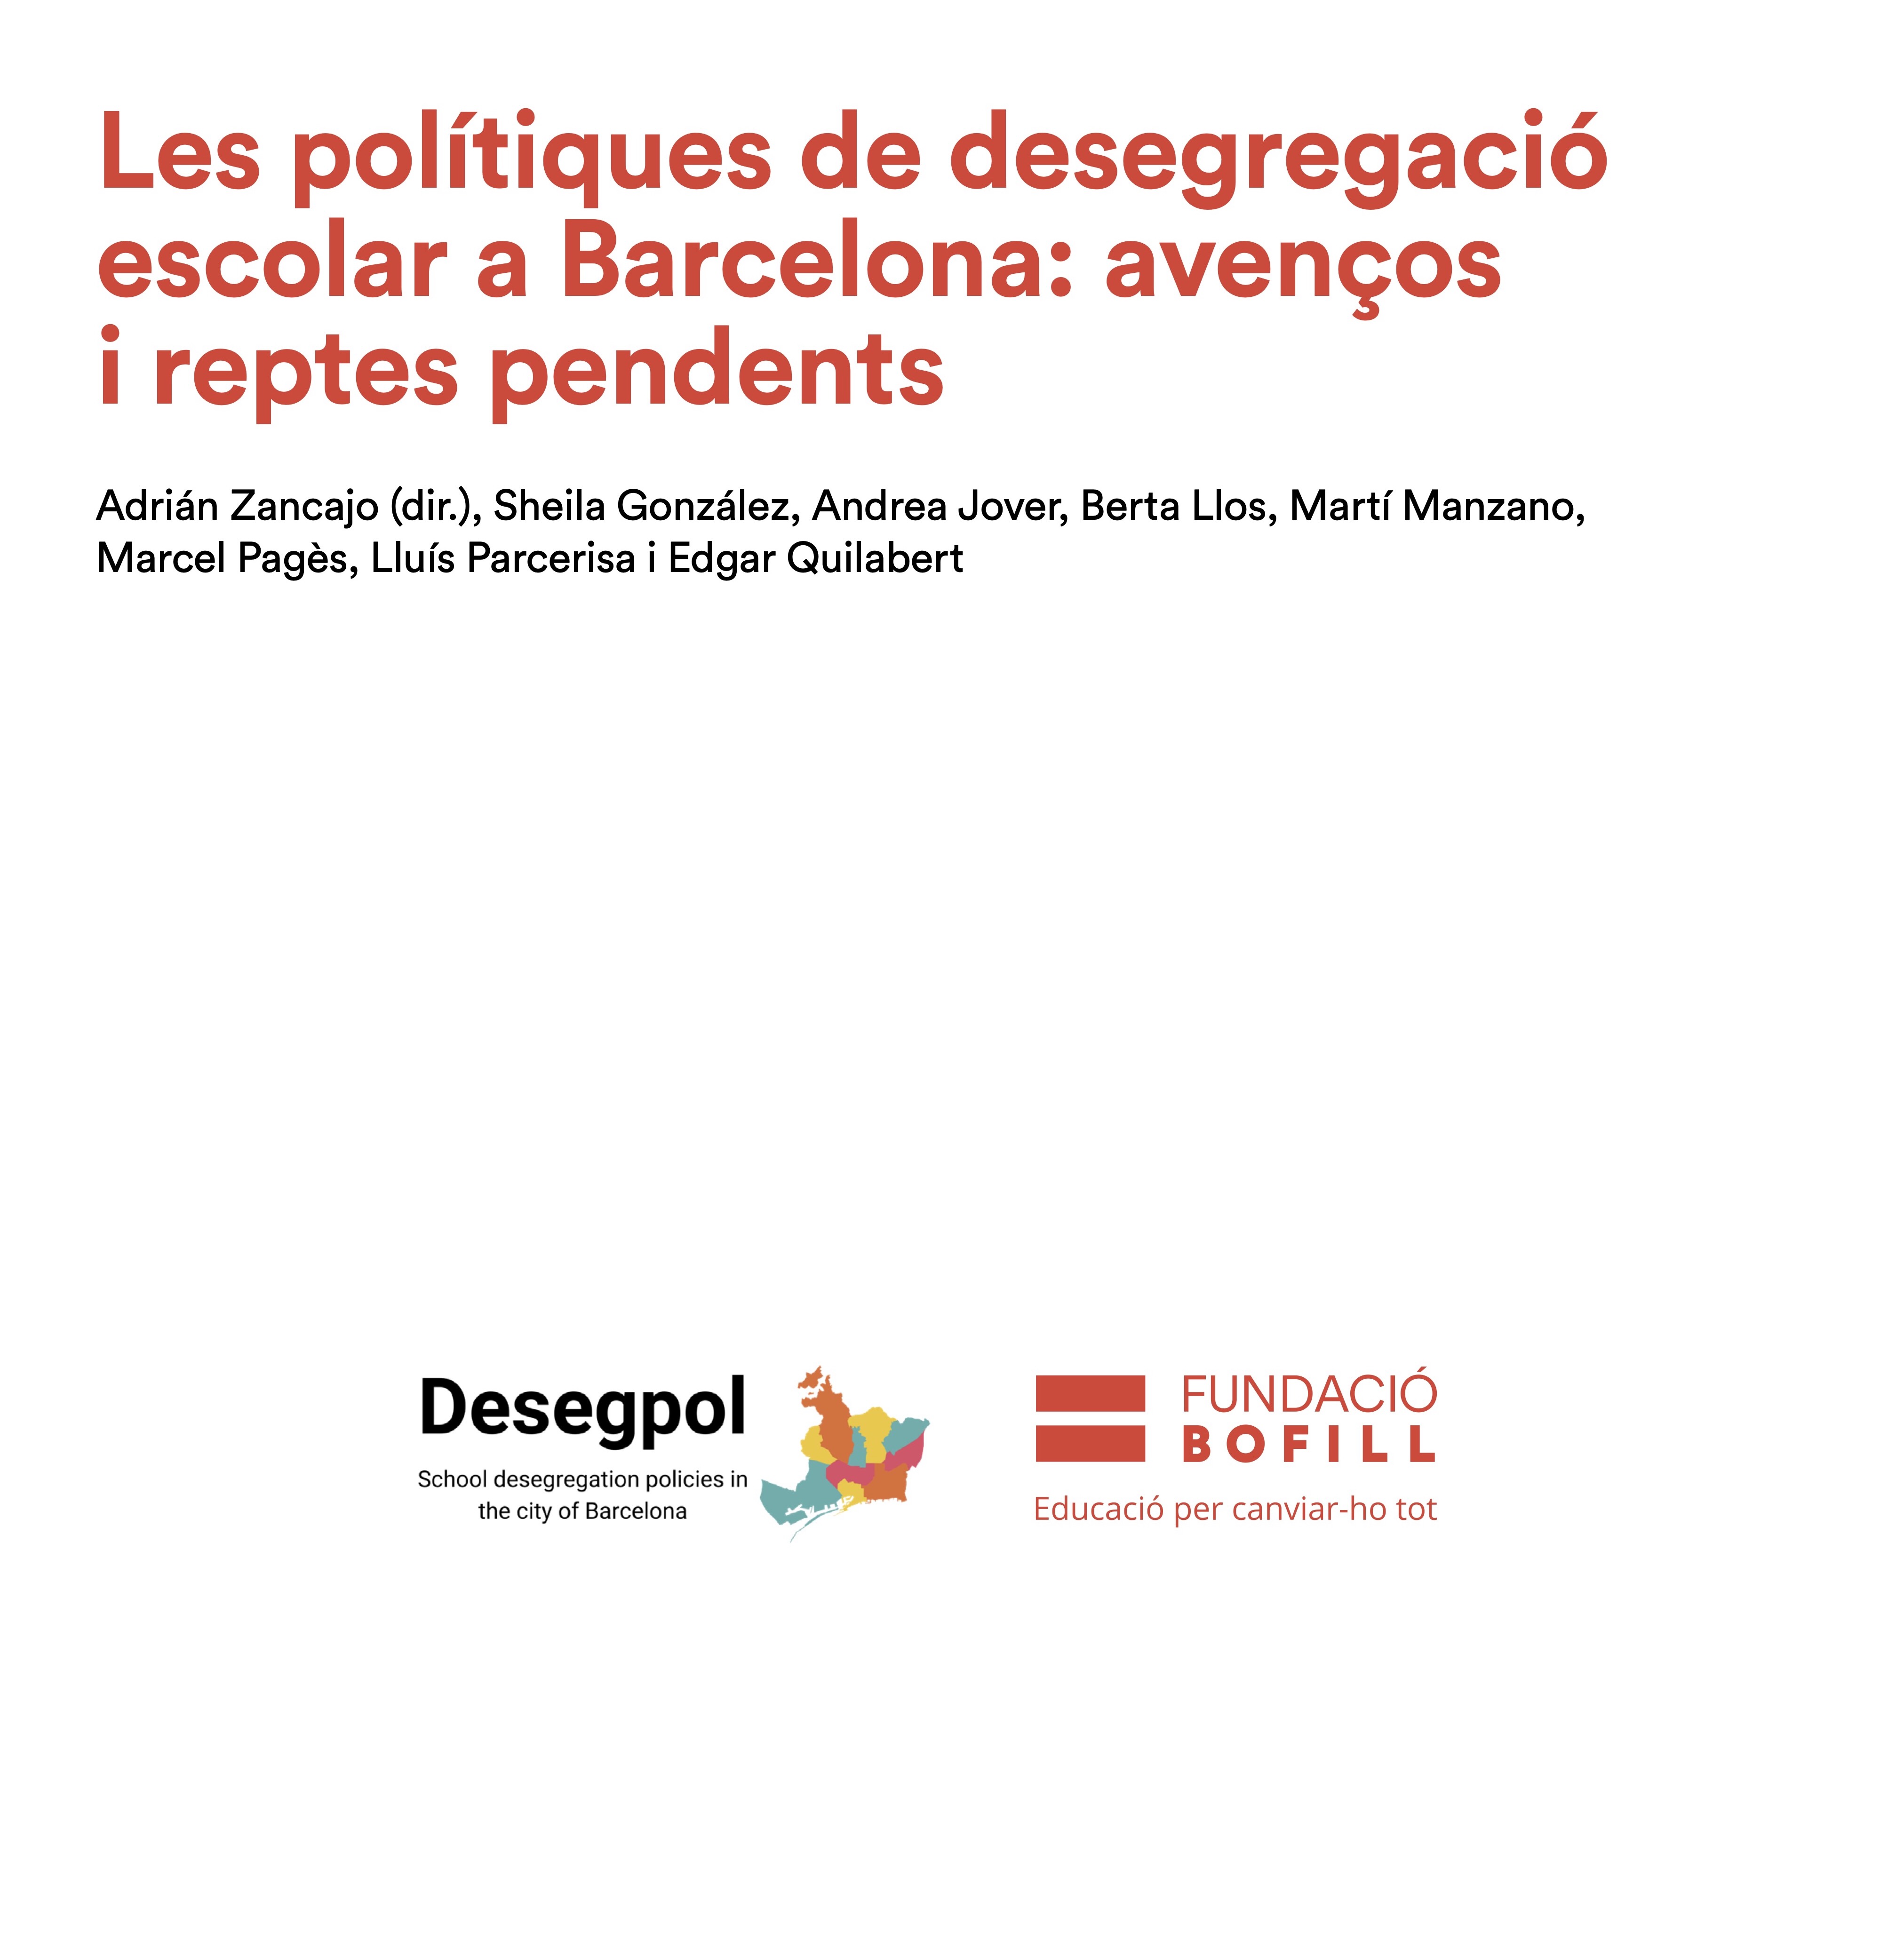 Les polítiques de desegregació
escolar a Barcelona: avenços
i reptes pendents
Adrián Zancajo (dir.), Sheila González, Andrea Jover, Berta Llos, Martí Manzano,
Marcel Pagès, Lluís Parcerisa i Edgar Quilabert
Desegpol
School desegregation policies in
the city of Barcelona
FUNDACIÓ
BOFILL
Educació per canviar-ho tot